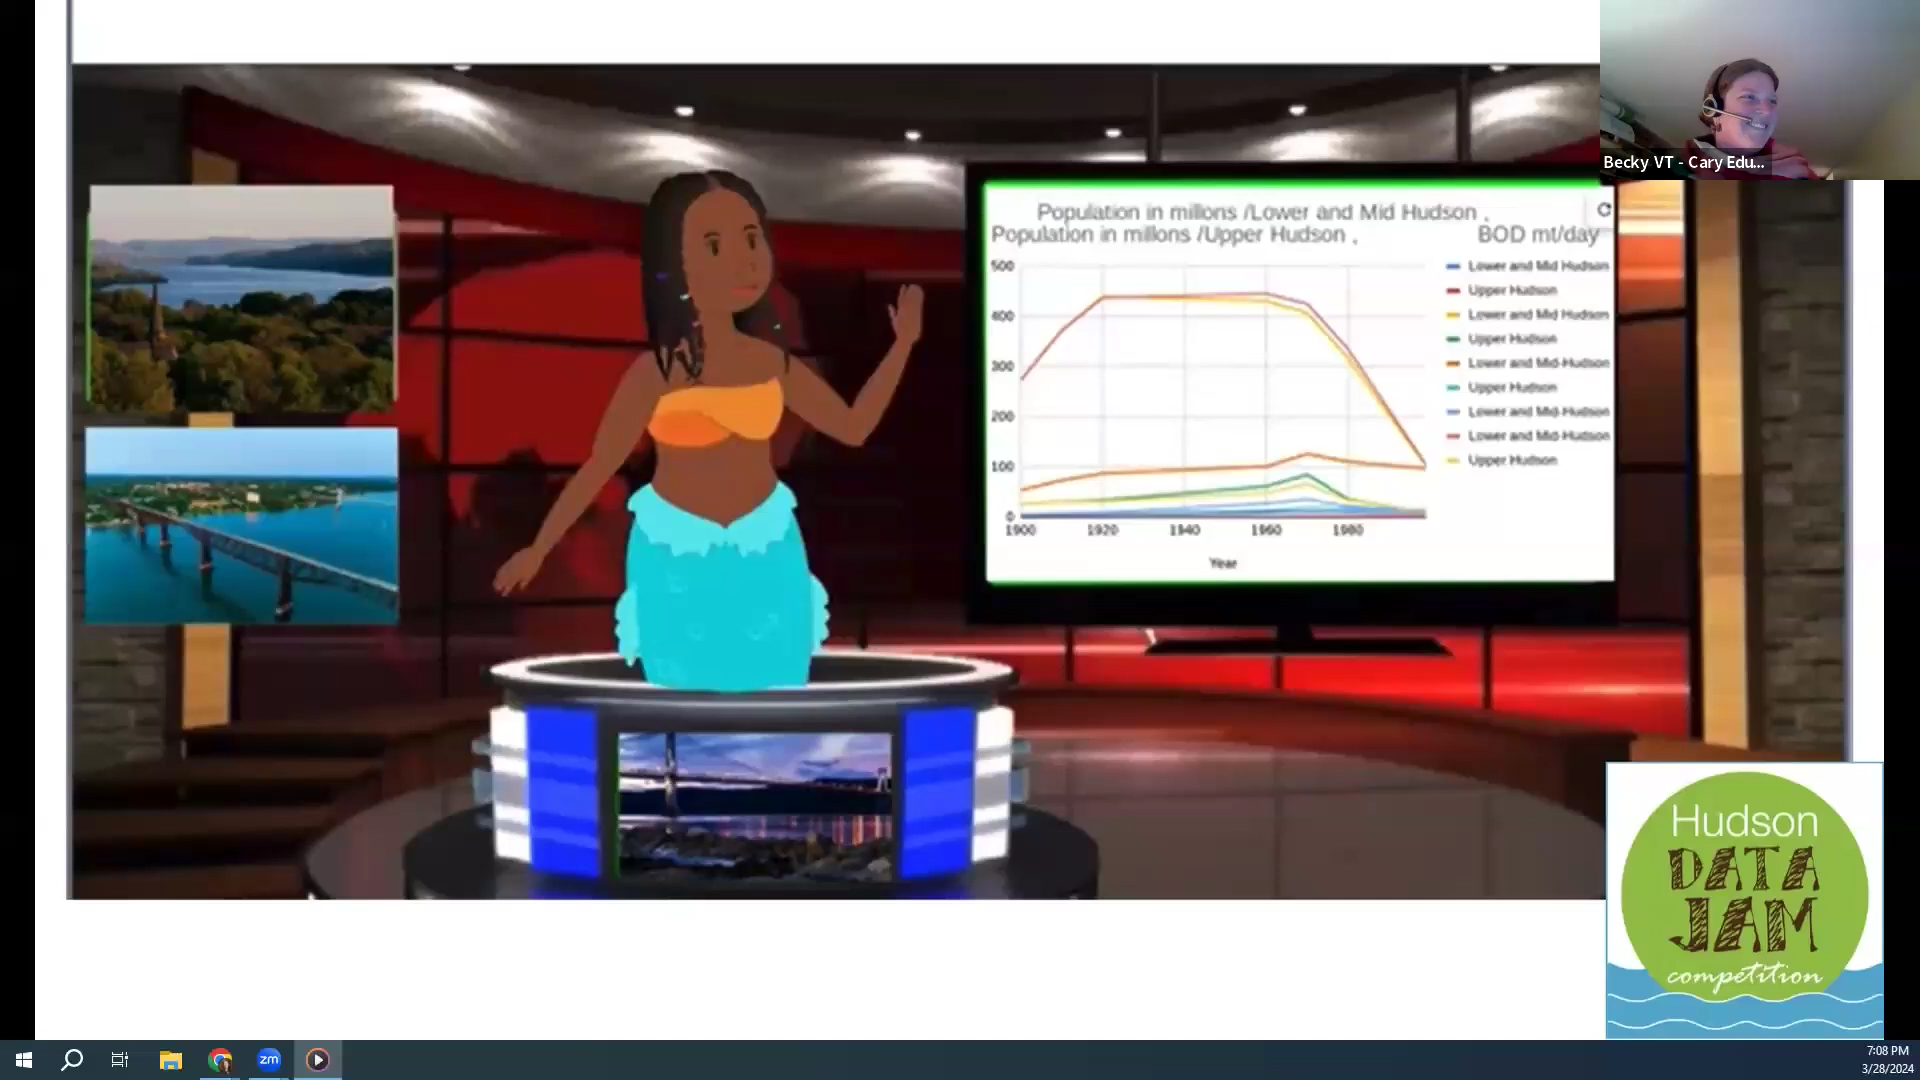 Becky VT - Cary Edu...
Population in millons /Lower and Mid Hudson ,
Population in millons /Upper Hudson , BOD mt/day
500
400
300
200
100
0
1900 1920 1940 1960 1980
Year
Lower and Mid Hudson
Upper Hudson
Lower and Mid Hudson
Upper Hudson
Lower and Mid-Hudson
Upper Hudson
Lower and Mid-Hudson
Lower and Mid-Hudson
Upper Hudson
Hudson
DATA
JAM
competition
zm
7:08 PM
3/28/2024